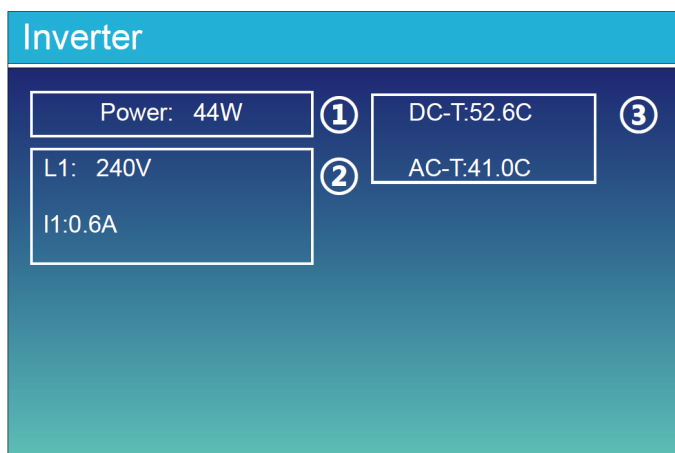 Inverter
Power: 44W
①
L1: 240V
I1:0.6A
②
DC-T:52.6C
AC-T:41.0C
③